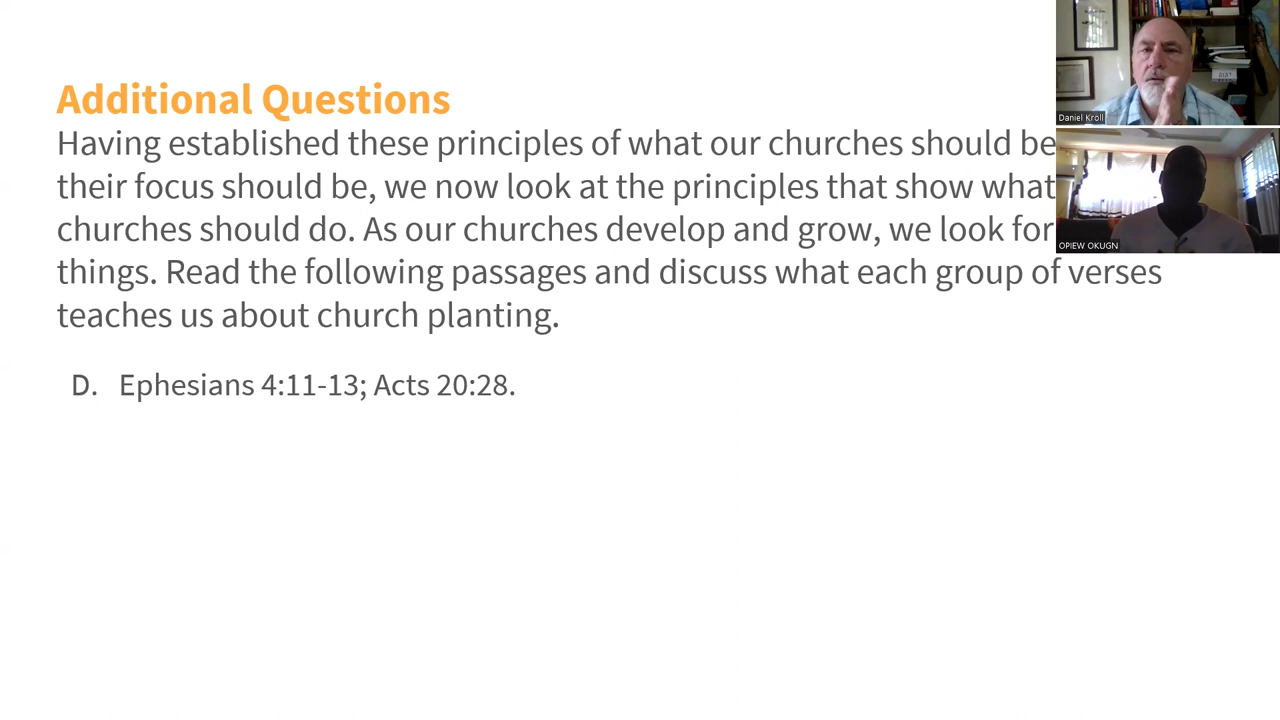 Additional Questions
Having established these principles of what our churches should be
their focus should be, we now look at the principles that show what
churches should do. As our churches develop and grow, we look for
things. Read the following passages and discuss what each group of verses
teaches us about church planting.
D. Ephesians 4:11-13; Acts 20:28.
Daniel Kroll
OPIEW OKUGN